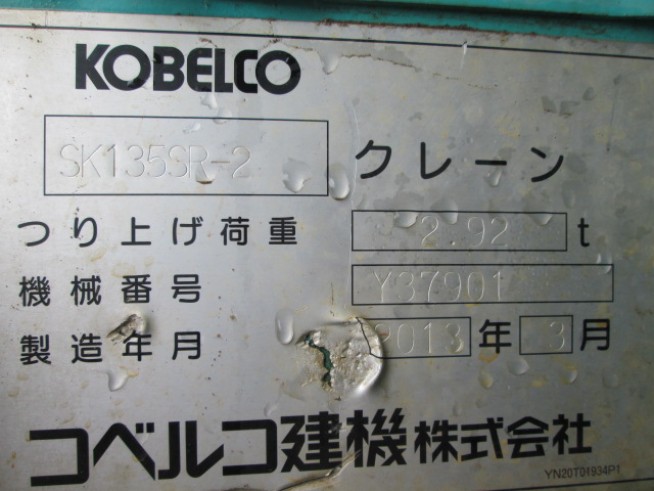 KOBELCO
SK135SR-2 クレーン
つり上げ荷重 2.92 t
機械番号 Y37901
製造年月 2013 年 3 月
コベルコ建機株式会社
YN20T01934P1